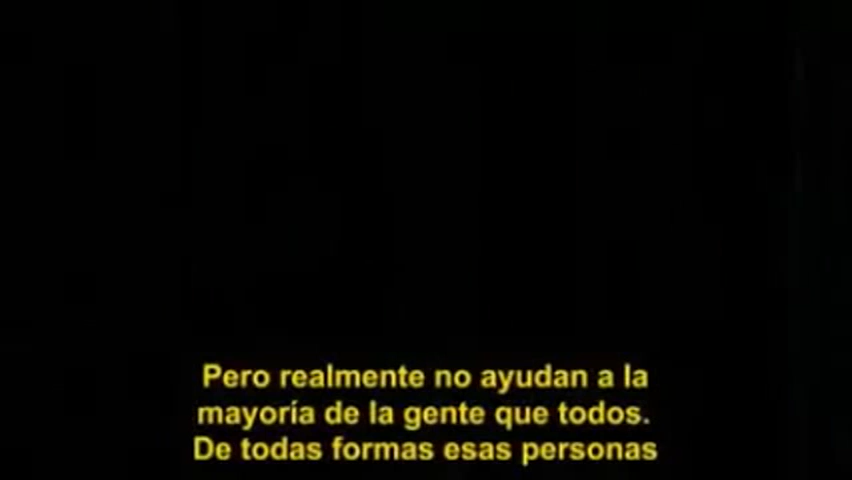 Pero realmente no ayudan a la
mayoría de la gente que todos.
De todas formas esas personas